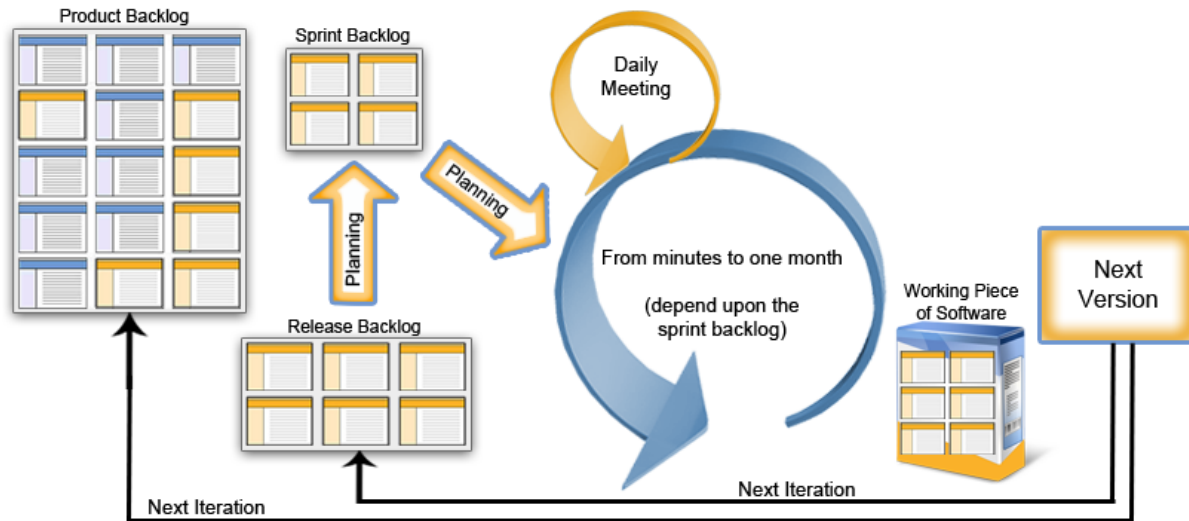 Product Backlog
Sprint Backlog
Daily
Meeting
Planning
Planning
From minutes to one month
(depend upon the
sprint backlog)
Release Backlog
Working Piece
of Software
Next
Version
Next Iteration
Next Iteration